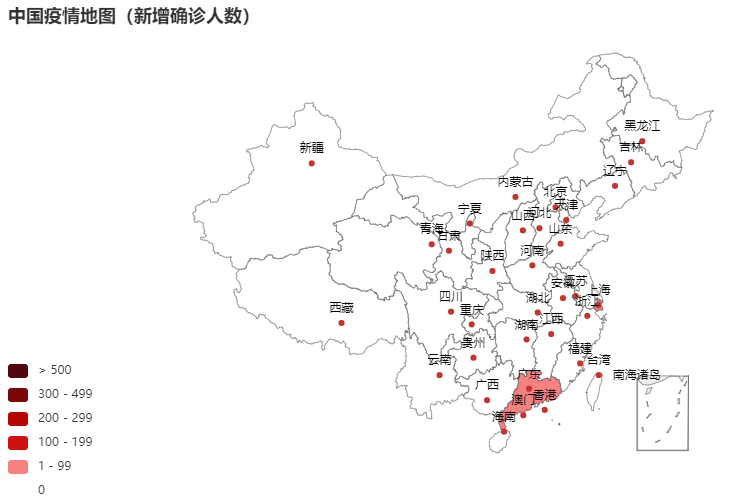 中国疫情地图（新增确诊人数）
黑龙江
吉林
新疆
辽宁
内蒙古
北京
天津
宁夏
山西
河北
青海
甘肃
山东
陕西
河南
安徽
江苏
上海
四川
湖北
浙江
西藏
重庆
湖南
江西
贵州
福建
云南
台湾
广东
南海诸岛
广西
澳门
香港
海南
> 500
300 - 499
200 - 299
100 - 199
1 - 99
0